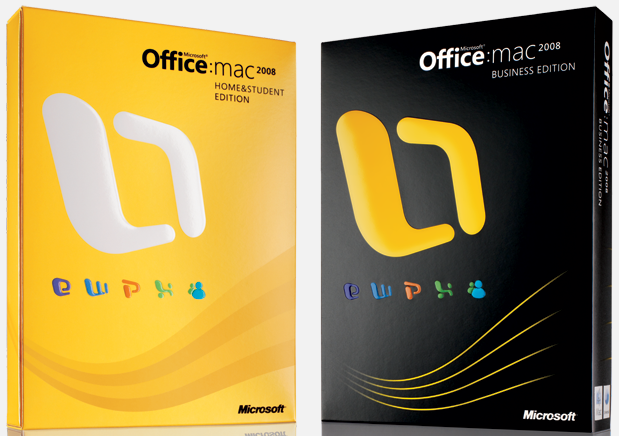 Microsoft®
Office:mac 2008
HOME&STUDENT
EDITION
e w p x
Microsoft
Microsoft®
Office:mac 2008
BUSINESS EDITION
e w p x
Microsoft
Office:mac 2008
BUSINESS EDITION